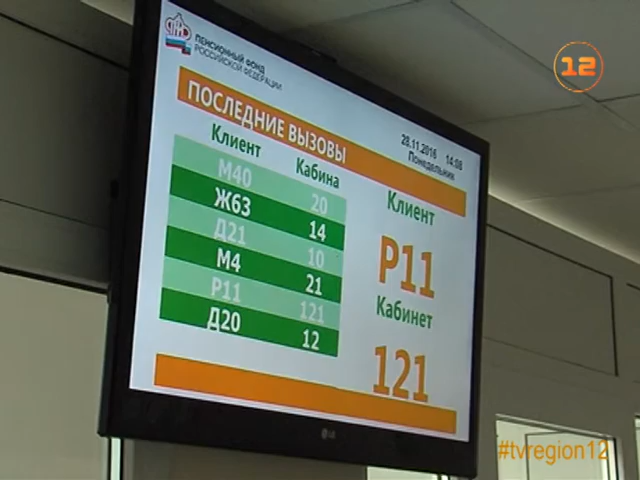 ПЕНСИОННЫЙ ФОНД
РОССИЙСКОЙ ФЕДЕРАЦИИ
12
ПОСЛЕДНИЕ ВЫЗОВЫ
28.11.2016 14:08
Понедельник
Клиент Кабина
М40 20
Ж63 14
Д21 10
М4 21
Р11 121
Д20 12
Клиент
Р11
Кабинет
121
LG
#tvregion12